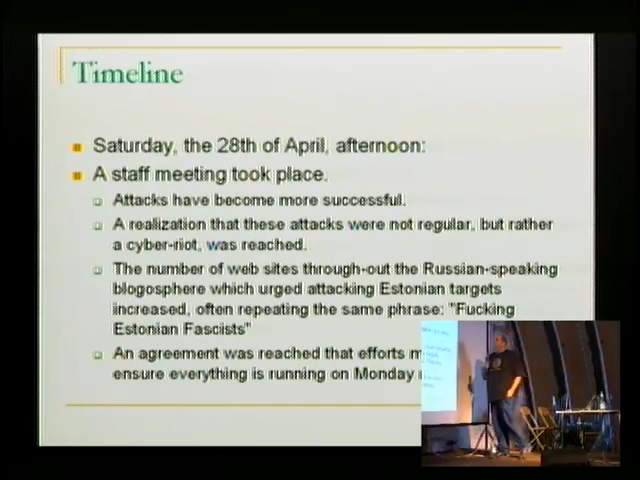 Timeline
Saturday, the 28th of April, afternoon:
A staff meeting took place.
Attacks have become more successful.
A realization that these attacks were not regular, but rather
a cyber-riot, was reached.
The number of web sites through-out the Russian-speaking
blogosphere which urged attacking Estonian targets
increased, often repeating the same phrase: "Fucking
Estonian Fascists"
An agreement was reached that efforts
ensure everything is running on Monday